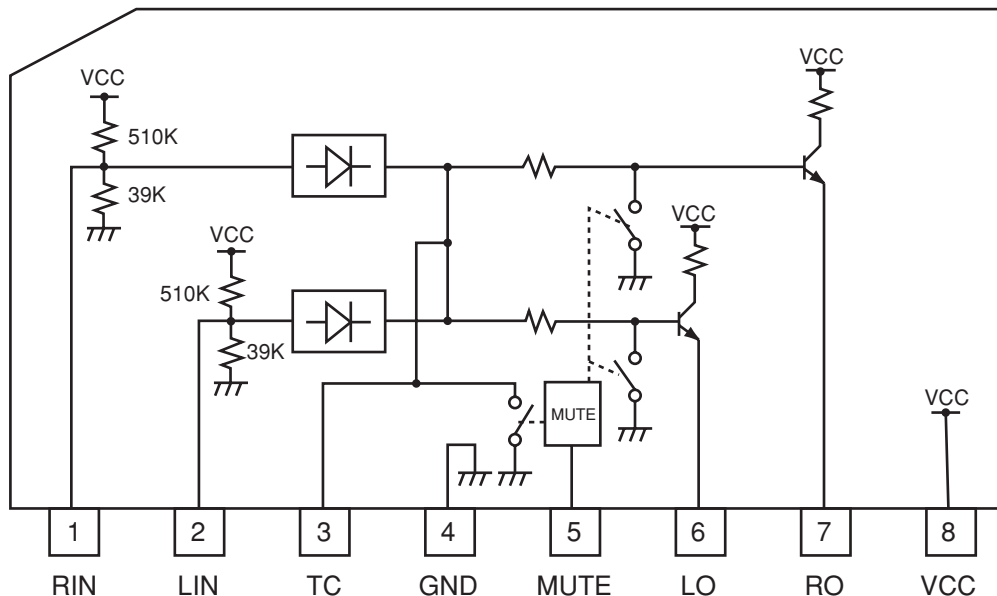 VCC
VCC
510K
39K
VCC
VCC
510K
39K
MUTE
VCC
1 2 3 4 5 6 7 8
RIN LIN TC GND MUTE LO RO VCC